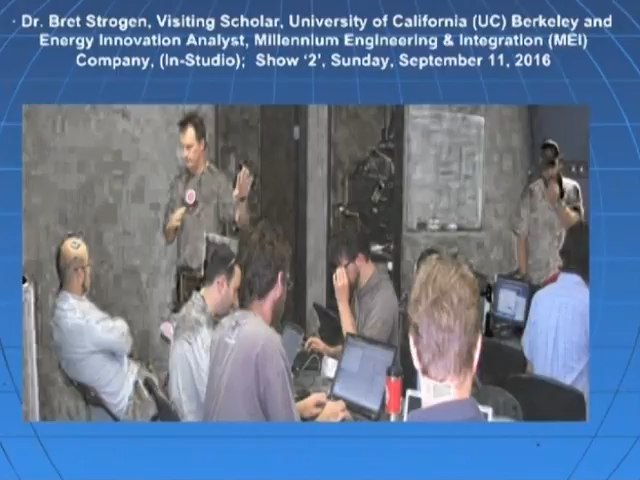 · Dr. Bret Strogen, Visiting Scholar, University of California (UC) Berkeley and
Energy Innovation Analyst, Millennium Engineering & Integration (MEI)
Company, (In-Studio);  Show ‘2’, Sunday, September 11, 2016